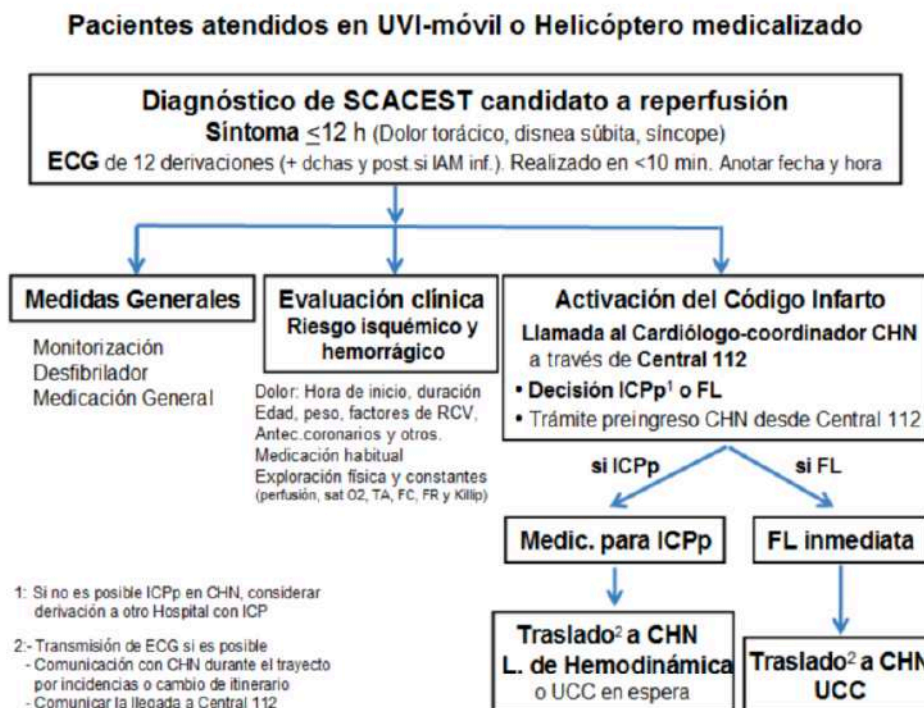 Pacientes atendidos en UVI-móvil o Helicóptero medicalizado
Diagnóstico de SCACEST candidato a reperfusión
Síntoma ≤12 h (Dolor torácico, disnea súbita, síncope)
ECG de 12 derivaciones (+ dchas y post.si IAM inf.). Realizado en <10 min. Anotar fecha y hora
Medidas Generales
Monitorización
Desfibrilador
Medicación General
Evaluación clínica
Riesgo isquémico y
hemorrágico
Dolor: Hora de inicio, duración
Edad, peso, factores de RCV,
Antec.coronarios y otros.
Medicación habitual
Exploración física y constantes
(perfusión, sat O2, TA, FC, FR y Killip)
Activación del Código Infarto
Llamada al Cardiólogo-coordinador CHN
a través de Central 112
• Decisión ICPp¹ o FL
• Trámite preingreso CHN desde Central 112
si ICPp
si FL
Medic. para ICPp
FL inmediata
Traslado² a CHN
L. de Hemodinámica
o UCC en espera
Traslado² a CHN
UCC
1: Si no es posible ICPp en CHN, considerar
derivación a otro Hospital con ICP
2:- Transmisión de ECG si es posible
- Comunicación con CHN durante el trayecto
por incidencias o cambio de itinerario
- Comunicar la llegada a Central 112